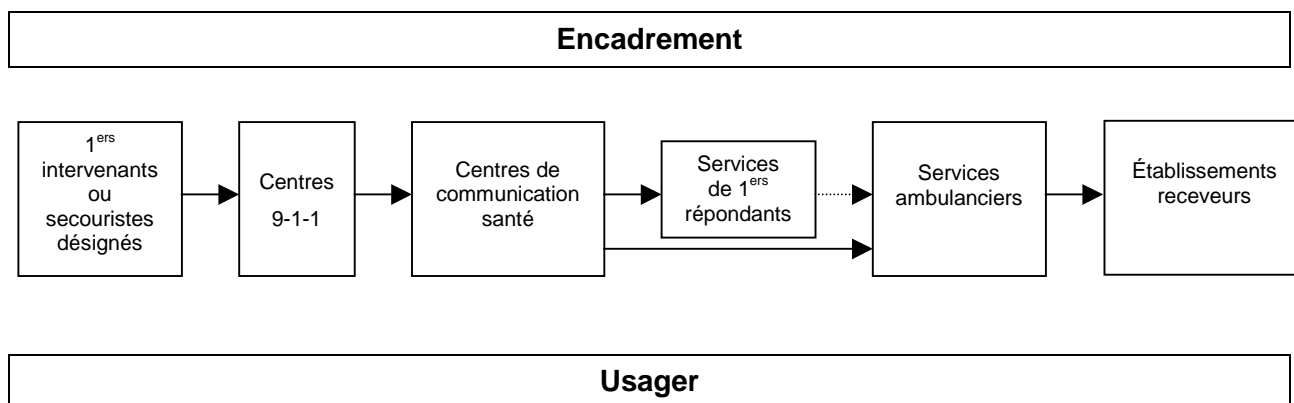 Encadrement
1ers
intervenants
ou
secouristes
désignés
Centres
9-1-1
Centres de
communication
santé
Services
de 1ers
répondants
Services
ambulanciers
Établissements
receveurs
Usager